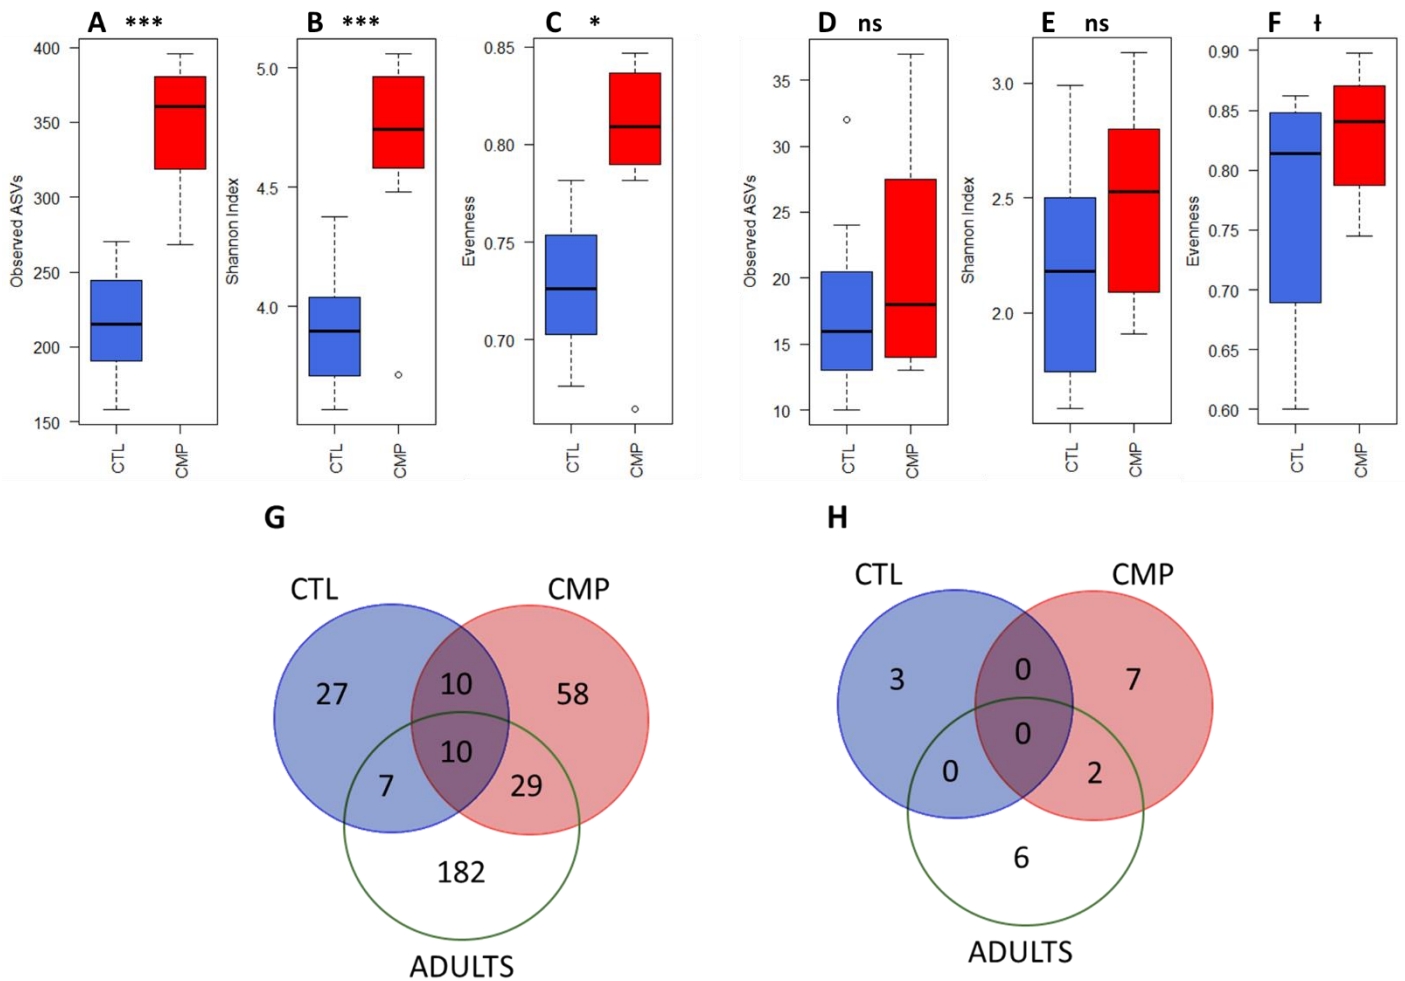 A ***
Observed ASVs
400
350
300
250
200
150
CTL
CMP
B ***
Shannon Index
5.0
4.5
4.0
CTL
CMP
C *
Evenness
0.85
0.80
0.75
0.70
CTL
CMP
D ns
Observed ASVs
35
30
25
20
15
10
CTL
CMP
E ns
Shannon Index
3.0
2.5
2.0
CTL
CMP
F ƚ
Evenness
0.90
0.85
0.80
0.75
0.70
0.65
0.60
CTL
CMP
G
CTL
CMP
27
10
58
10
7
29
182
ADULTS
H
CTL
CMP
3
0
7
0
0
2
6
ADULTS